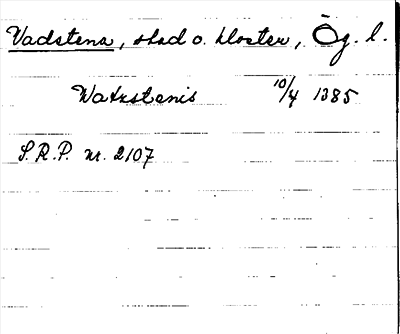 Vadstena, stad o. kloster, Ög. l.
Watzstenis 10/4 1385
S.R.P. nr. 2107